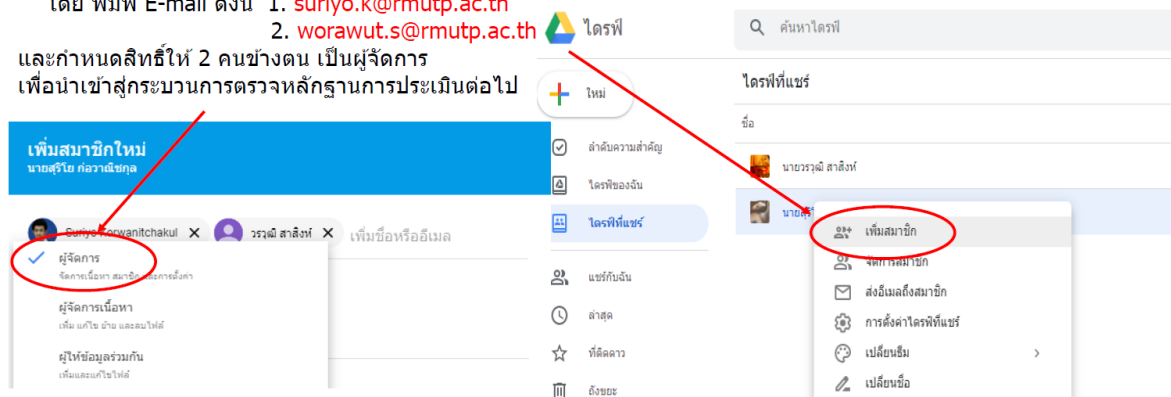 โดย พิมพ์ E-mail ดังนี้ 1. suriyo.k@rmutp.ac.th
2. worawut.s@rmutp.ac.th
และกำหนดสิทธิ์ให้ 2 คนข้างตน เป็นผู้จัดการ
เพื่อนำเข้าสู่กระบวนการตรวจหลักฐานการประเมินต่อไป
เพิ่มสมาชิกใหม่
นายสุริโย ก่อวาณิชกุล
Suriyo Korwanitchakul X วรวุฒิ สาสิงห์ X เพิ่มชื่อหรืออีเมล
ผู้จัดการ
จัดการเนื้อหา สมาชิก และการตั้งค่า
ผู้จัดการเนื้อหา
เพิ่ม แก้ไข ย้าย และลบไฟล์
ผู้ให้ข้อมูลร่วมกัน
เพิ่มและแก้ไขไฟล์
ไดรฟ์
ใหม่
ลำดับความสำคัญ
ไดรฟ์ของฉัน
ไดรฟ์ที่แชร์
แชร์กับฉัน
ล่าสุด
ที่ติดดาว
ถังขยะ
ค้นหาไดรฟ์
ไดรฟ์ที่แชร์
ชื่อ
นายวรวุฒิ สาสิงห์
เพิ่มสมาชิก
จัดการสมาชิก
ส่งอีเมลถึงสมาชิก
การตั้งค่าไดรฟ์ที่แชร์
เปลี่ยนธีม
เปลี่ยนชื่อ